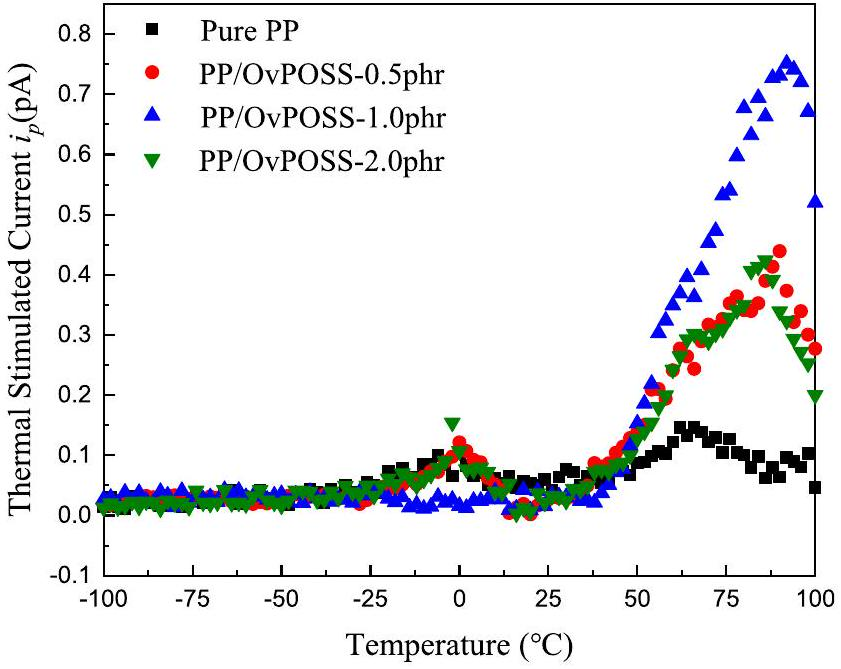 Thermal Stimulated Current i_p(pA)
0.8
0.7
0.6
0.5
0.4
0.3
0.2
0.1
0.0
-0.1
Pure PP
PP/OvPOSS-0.5phr
PP/OvPOSS-1.0phr
PP/OvPOSS-2.0phr
-100 -75 -50 -25 0 25 50 75 100
Temperature (°C)